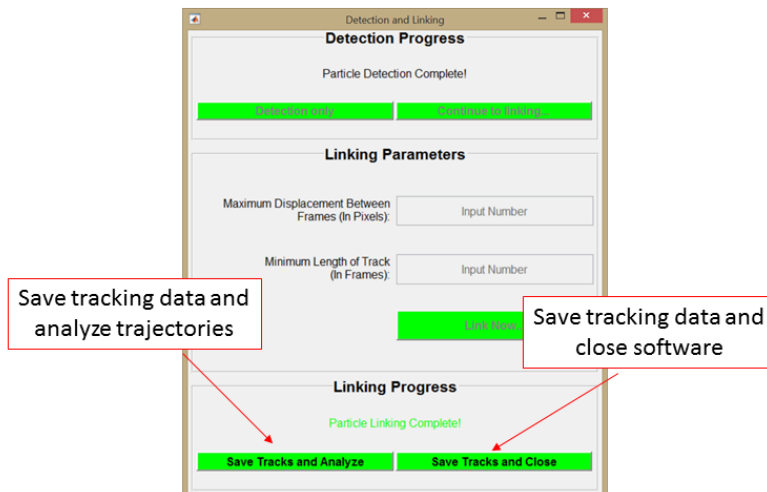 Detection and Linking
Detection Progress
Particle Detection Complete!
Detection only
Continue to linking...
Linking Parameters
Maximum Displacement Between
Frames (In Pixels):
Input Number
Minimum Length of Track
(In Frames):
Input Number
Save tracking data and
analyze trajectories
Link Now
Save tracking data and
close software
Linking Progress
Particle Linking Complete!
Save Tracks and Analyze
Save Tracks and Close